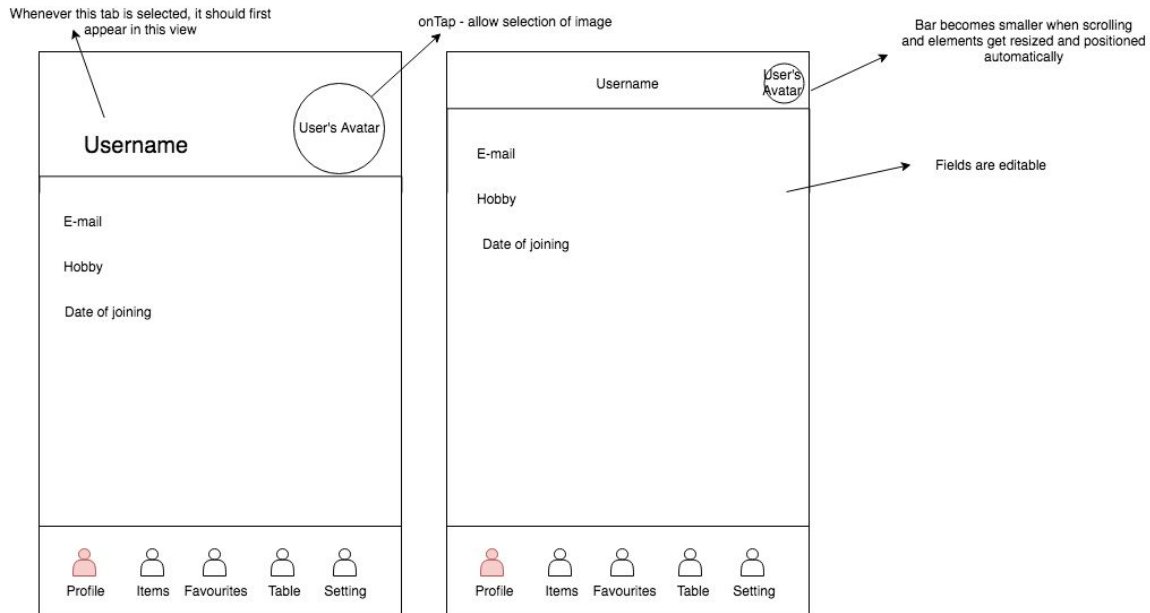 Whenever this tab is selected, it should first
appear in this view
onTap - allow selection of image
Bar becomes smaller when scrolling
and elements get resized and positioned
automatically
Username
User's Avatar
E-mail
Hobby
Date of joining
Profile
Items
Favourites
Table
Setting
Username
User's
Avatar
E-mail
Hobby
Date of joining
Fields are editable
Profile
Items
Favourites
Table
Setting